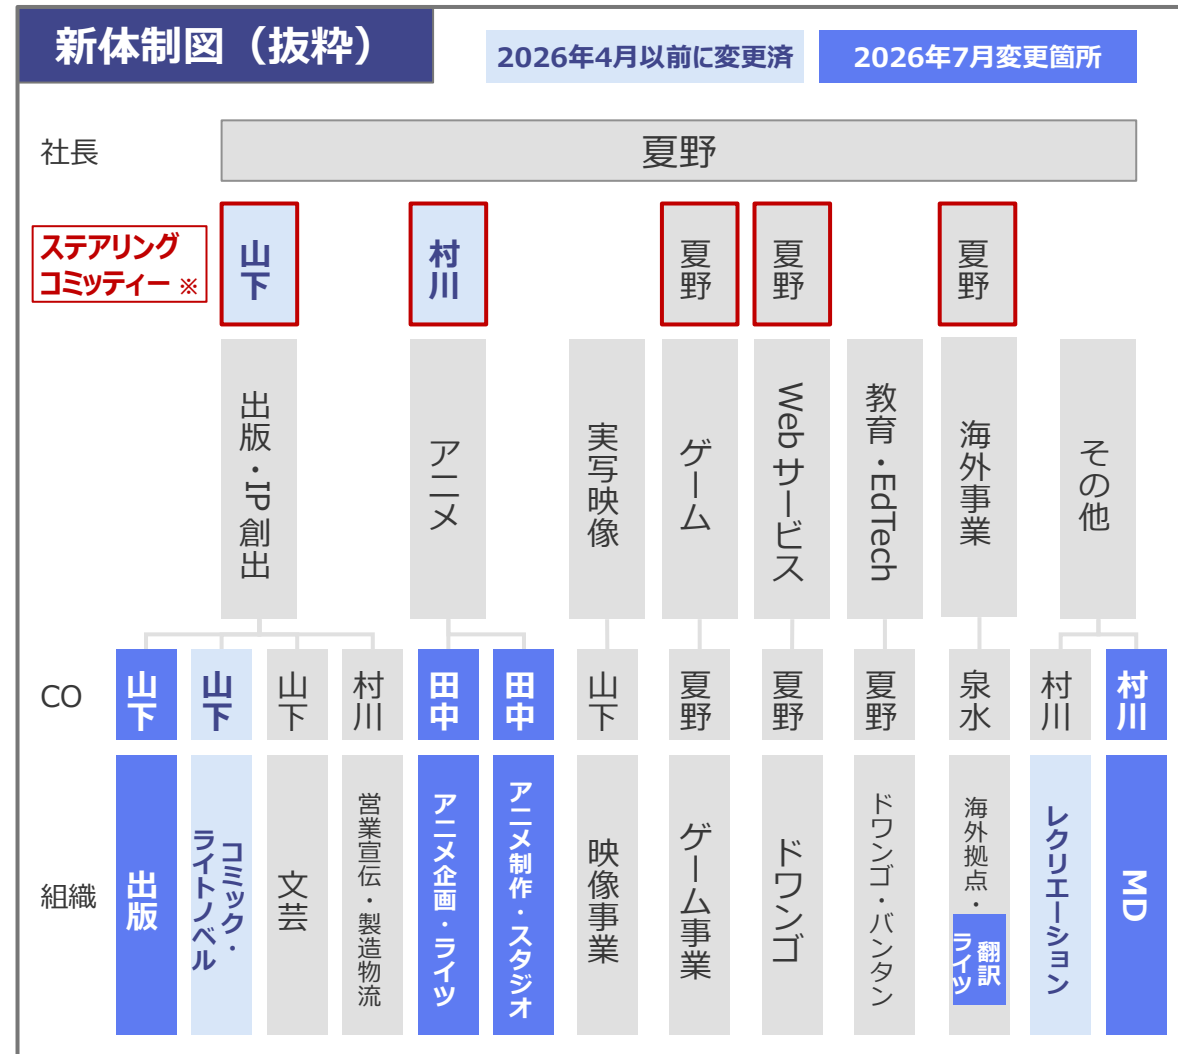 新体制図（抜粋）
2026年4月以前に変更済
2026年7月変更箇所
社長
夏野
ステアリング
コミッティー ※
山下
村川
夏野
夏野
夏野
出版・IP創出
アニメ
実写映像
ゲーム
Webサービス
教育・EdTech
海外事業
その他
CO
山下
山下
山下
村川
田中
田中
山下
夏野
夏野
夏野
泉水
村川
村川
組織
出版
コミック・
ライトノベル
文芸
営業宣伝・製造物流
アニメ企画・ライツ
アニメ制作・スタジオ
映像事業
ゲーム事業
ドワンゴ
ドワンゴ・バンタン
海外拠点・
翻訳
ライツ
レクリエーション
MD